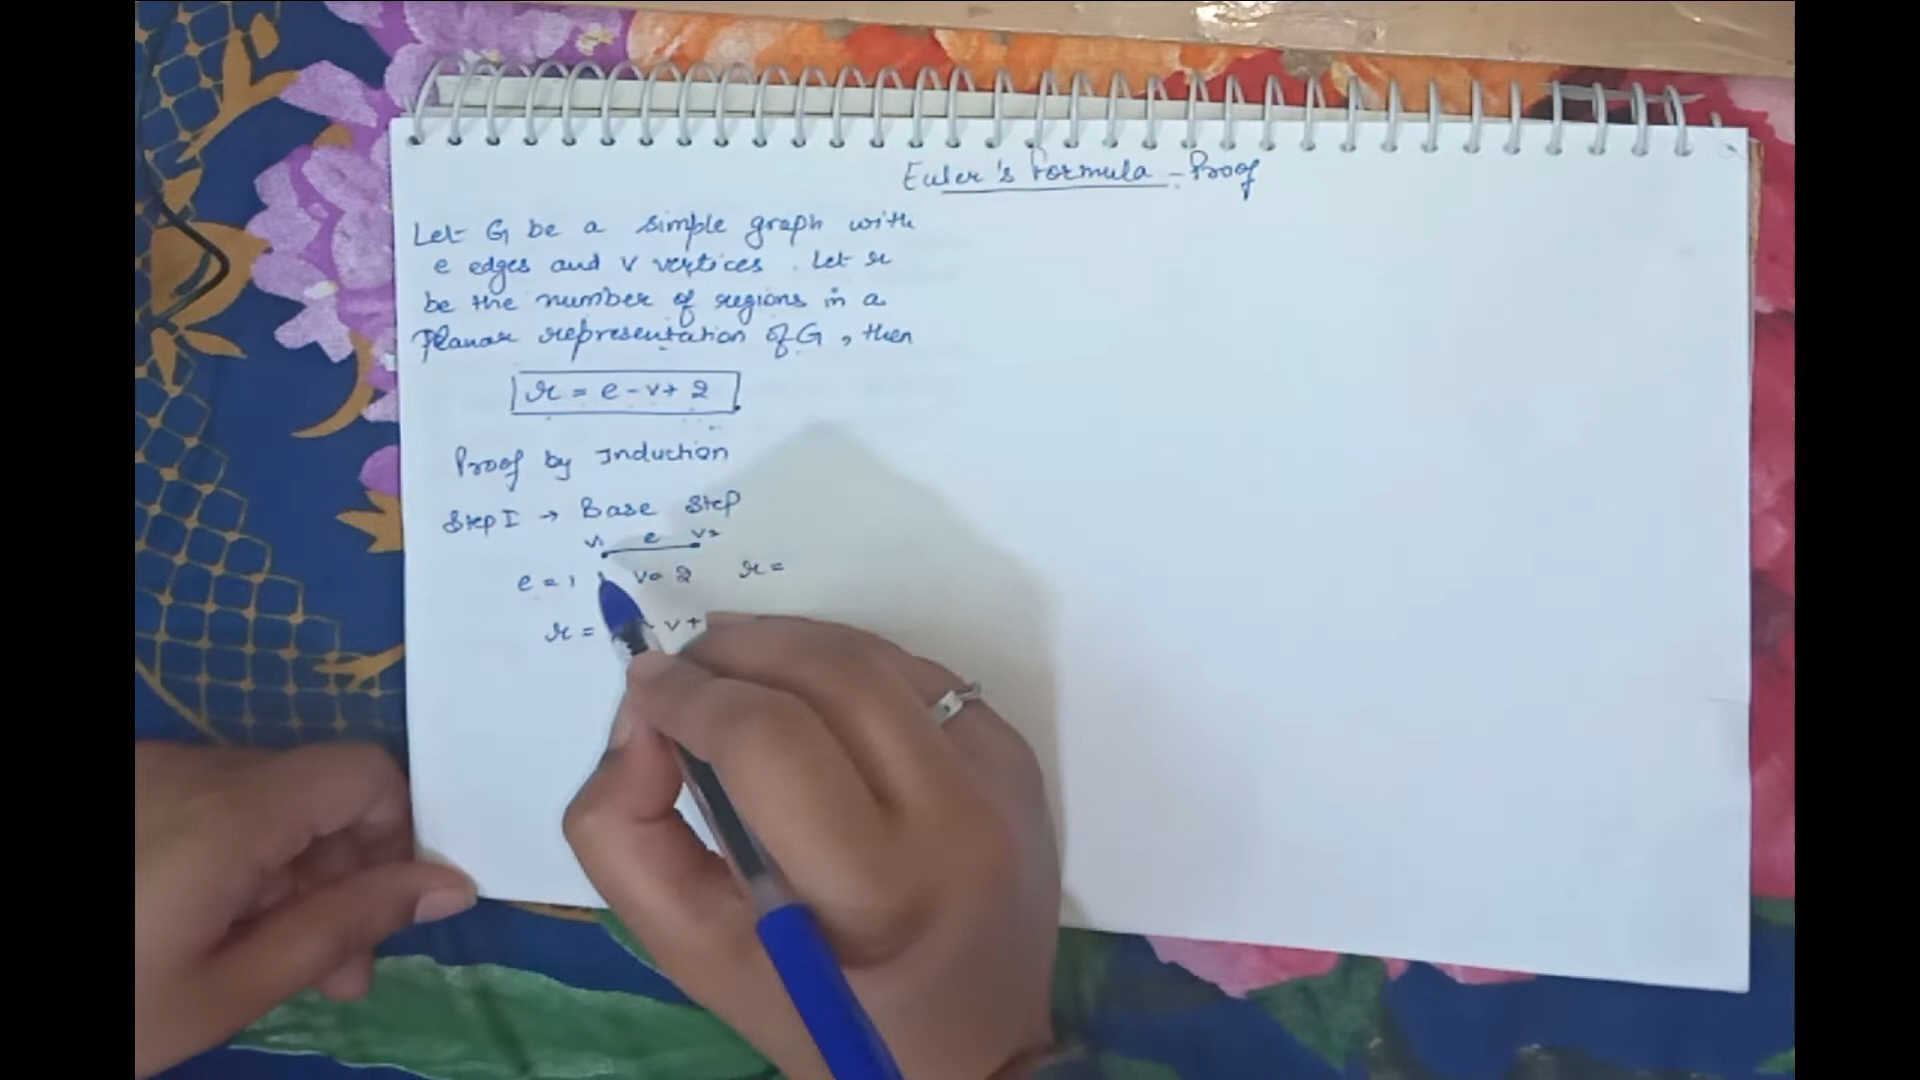 Euler's Formula - Proof
Let G be a simple graph with
e edges and v vertices. Let r
be the number of regions in a
Planar representation of G, then
r = e - v + 2
Proof by Induction
Step I → Base Step
v1 e v2
e = 1 v = 2 r =
r = - v +